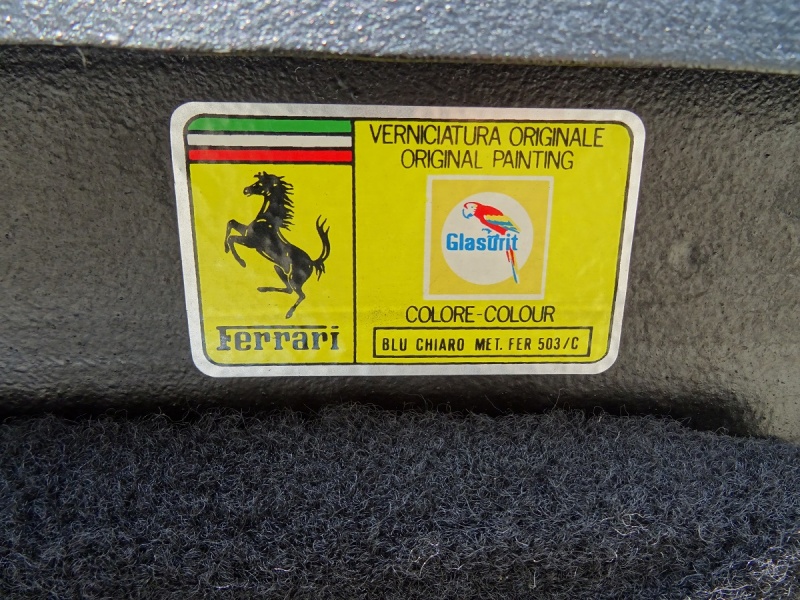 VERNICIATURA ORIGINALE
ORIGINAL PAINTING
Glasurit
COLORE-COLOUR
BLU CHIARO MET. FER 503/C
Ferrari